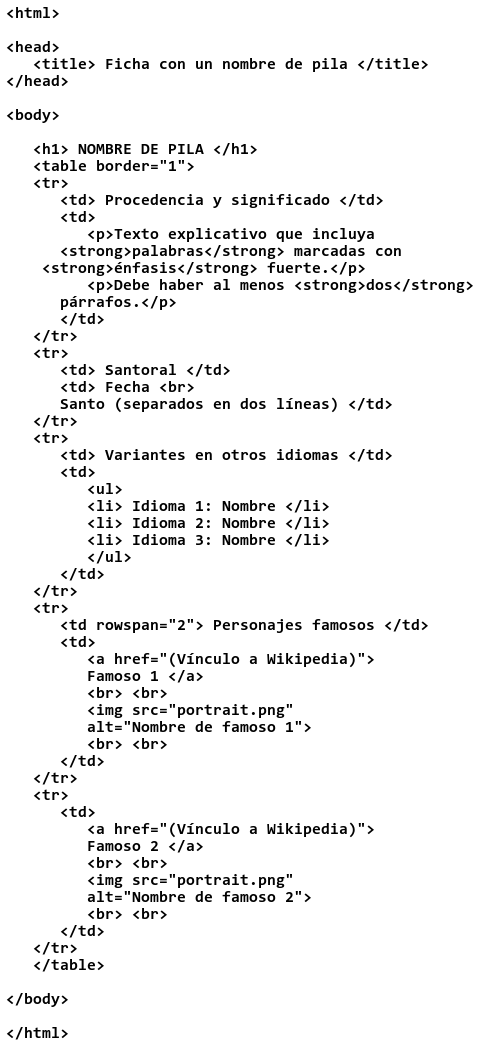 <html>
<head>
<title> Ficha con un nombre de pila </title>
</head>
<body>
<h1> NOMBRE DE PILA </h1>
<table border="1">
<tr>
<td> Procedencia y significado </td>
<td>
<p>Texto explicativo que incluya
<strong>palabras</strong> marcadas con
<strong>énfasis</strong> fuerte.</p>
<p>Debe haber al menos <strong>dos</strong>
párrafos.</p>
</td>
</tr>
<tr>
<td> Santoral </td>
<td> Fecha <br>
Santo (separados en dos líneas) </td>
</tr>
<tr>
<td> Variantes en otros idiomas </td>
<td>
<ul>
<li> Idioma 1: Nombre </li>
<li> Idioma 2: Nombre </li>
<li> Idioma 3: Nombre </li>
</ul>
</td>
</tr>
<tr>
<td rowspan="2"> Personajes famosos </td>
<td>
<a href="(Vínculo a Wikipedia)">
Famoso 1 </a>
<br> <br>
<img src="portrait.png"
alt="Nombre de famoso 1">
<br> <br>
</td>
</tr>
<tr>
<td>
<a href="(Vínculo a Wikipedia)">
Famoso 2 </a>
<br> <br>
<img src="portrait.png"
alt="Nombre de famoso 2">
<br> <br>
</td>
</tr>
</table>
</body>
</html>